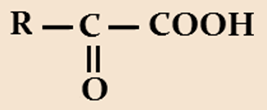 R — C — COOH
||
O